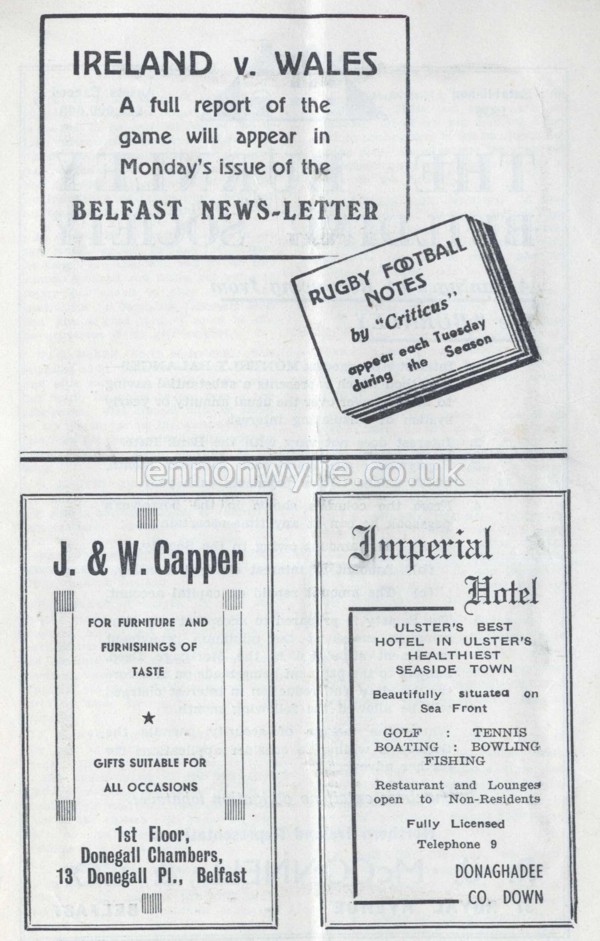 IRELAND v. WALES
A full report of the
game will appear in
Monday's issue of the
BELFAST NEWS-LETTER
RUGBY FOOTBALL
NOTES
by "Criticus"
appear each Tuesday
during the Season
lennonwylie.co.uk
J. & W. Capper
FOR FURNITURE AND
FURNISHINGS OF
TASTE
★
GIFTS SUITABLE FOR
ALL OCCASIONS
1st Floor,
Donegall Chambers,
13 Donegall Pl., Belfast
Imperial
Hotel
ULSTER'S BEST
HOTEL IN ULSTER'S
HEALTHIEST
SEASIDE TOWN
Beautifully situated on
Sea Front
GOLF : TENNIS
BOATING : BOWLING
FISHING
Restaurant and Lounges
open to Non-Residents
Fully Licensed
Telephone 9
DONAGHADEE
CO. DOWN